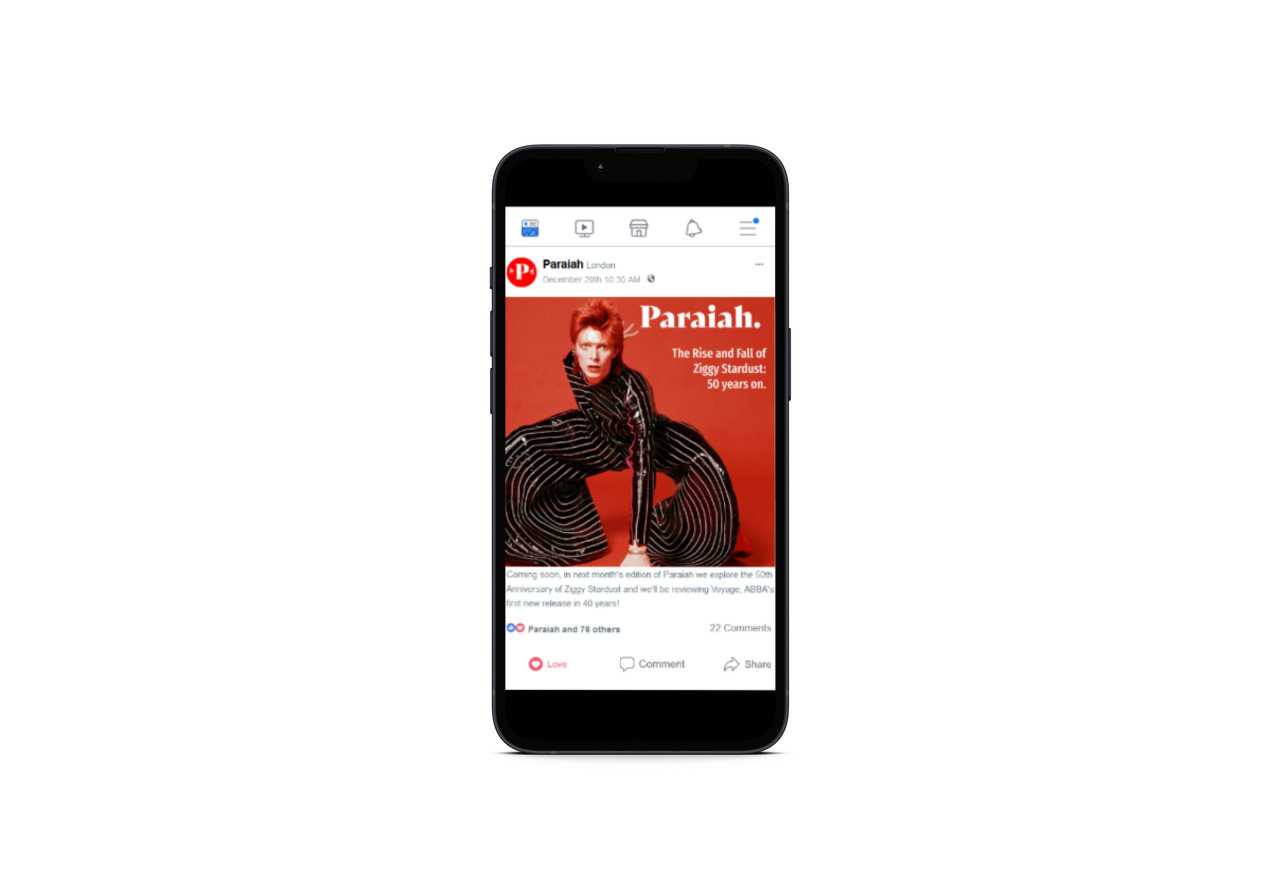 P
Paraiah London
December 29th 10:30 AM
Paraiah.
The Rise and Fall of
Ziggy Stardust:
50 years on.
Coming soon, in next month's edition of Paraiah we explore the 50th
Anniversary of Ziggy Stardust and we'll be reviewing Voyage, ABBA's
first new release in 40 years!
Paraiah and 78 others
22 Comments
Love
Comment
Share